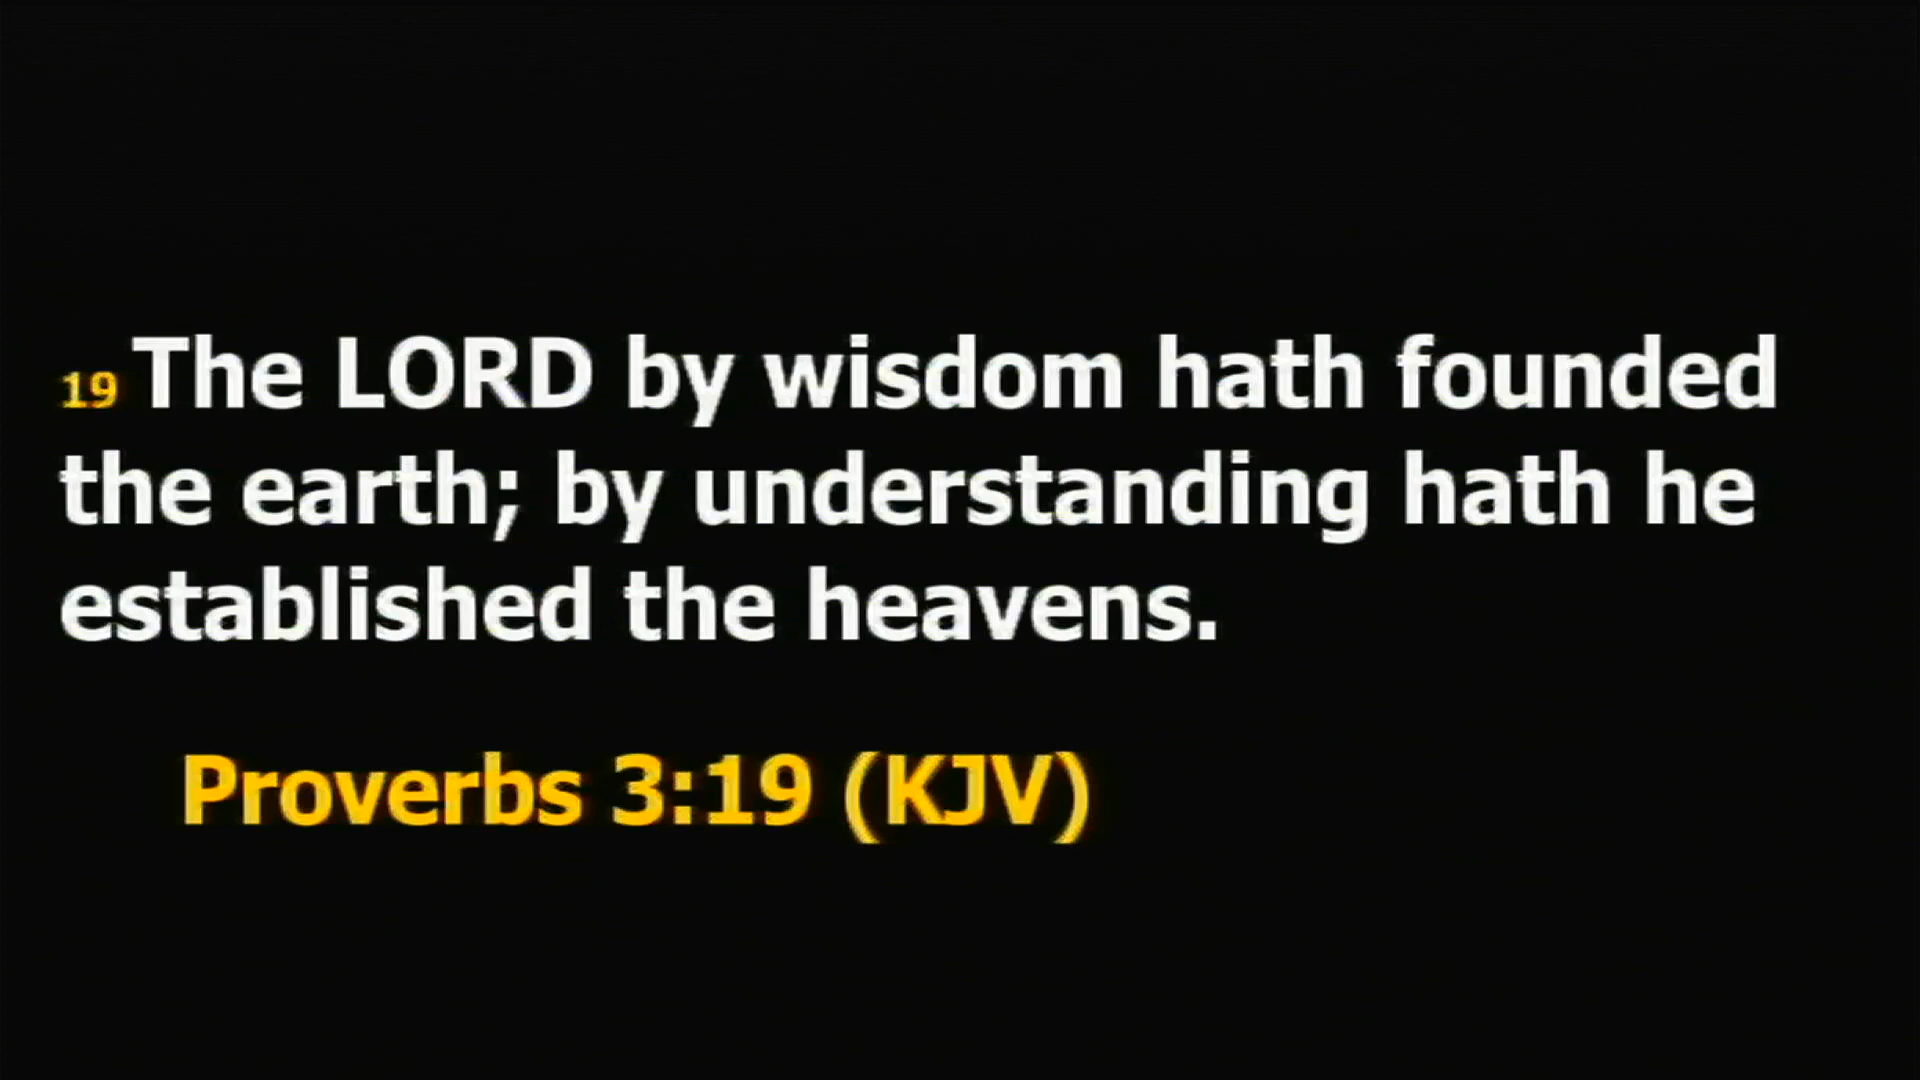 19 The LORD by wisdom hath founded
the earth; by understanding hath he
established the heavens.
Proverbs 3:19 (KJV)